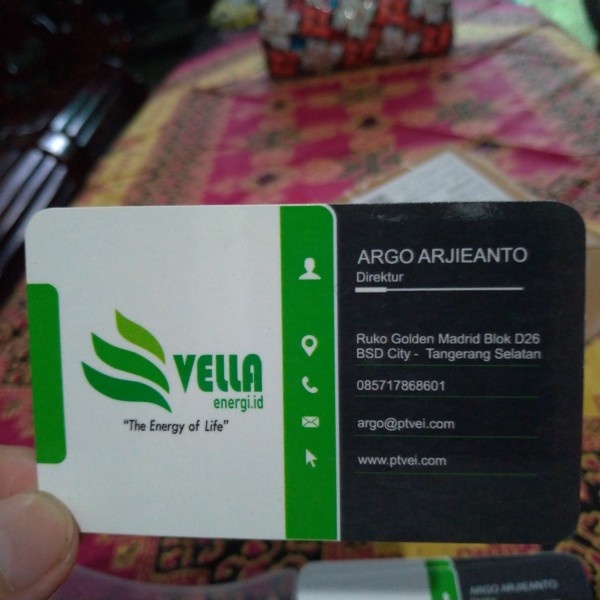 VELLA
energi.id
"The Energy of Life"
ARGO ARJIEANTO
Direktur
Ruko Golden Madrid Blok D26
BSD City - Tangerang Selatan
085717868601
argo@ptvei.com
www.ptvei.com
ARGO ARJIEANTO